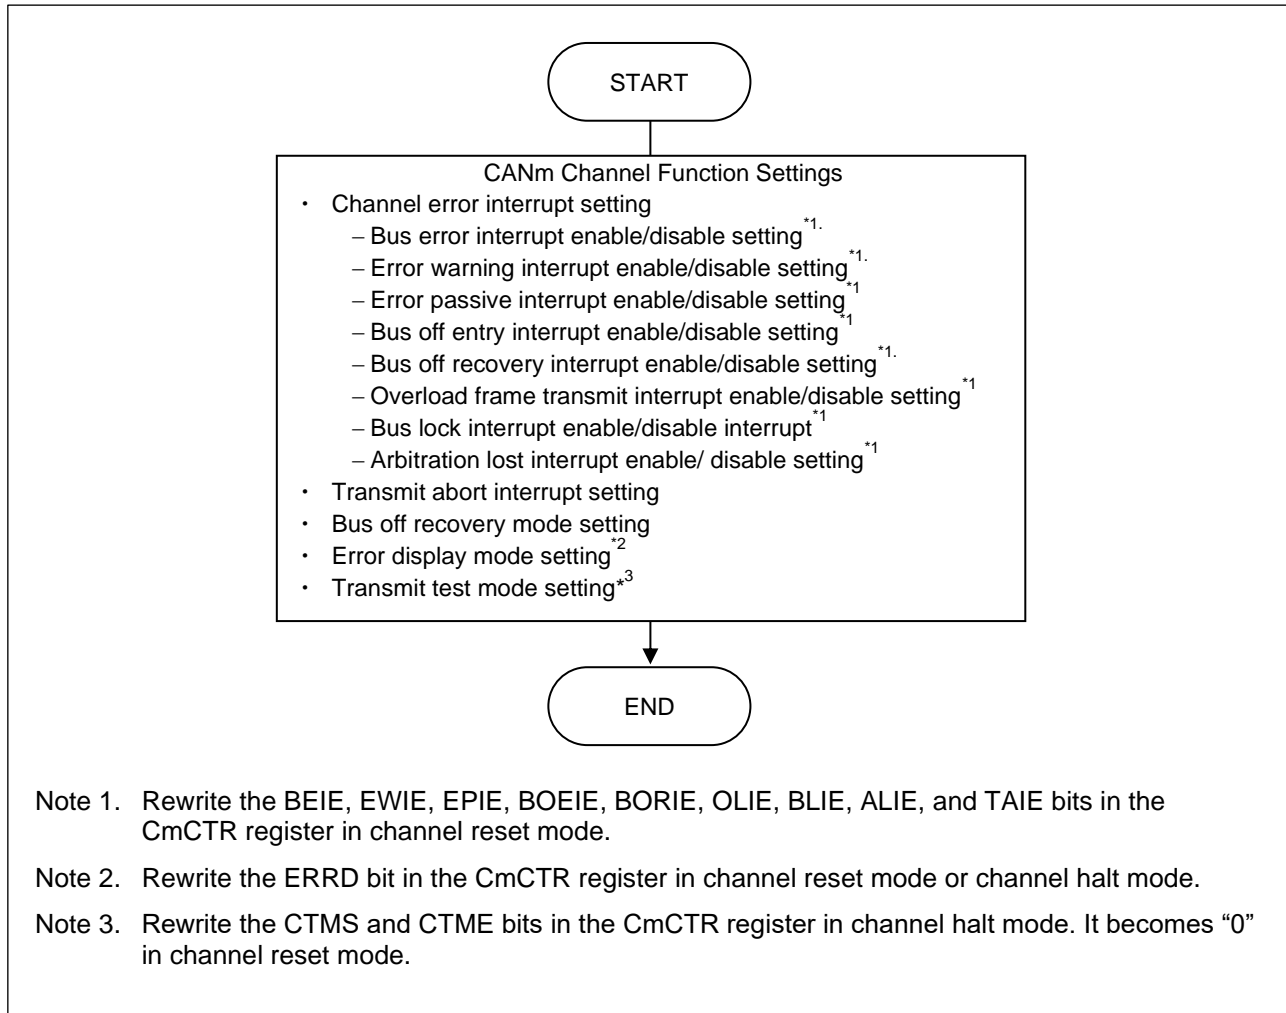 START
CANm Channel Function Settings
・ Channel error interrupt setting
– Bus error interrupt enable/disable setting*1.
– Error warning interrupt enable/disable setting*1.
– Error passive interrupt enable/disable setting*1
– Bus off entry interrupt enable/disable setting*1
– Bus off recovery interrupt enable/disable setting*1.
– Overload frame transmit interrupt enable/disable setting*1
– Bus lock interrupt enable/disable interrupt*1
– Arbitration lost interrupt enable/ disable setting*1
・ Transmit abort interrupt setting
・ Bus off recovery mode setting
・ Error display mode setting*2
・ Transmit test mode setting*3
END
Note 1. Rewrite the BEIE, EWIE, EPIE, BOEIE, BORIE, OLIE, BLIE, ALIE, and TAIE bits in the
CmCTR register in channel reset mode.
Note 2. Rewrite the ERRD bit in the CmCTR register in channel reset mode or channel halt mode.
Note 3. Rewrite the CTMS and CTME bits in the CmCTR register in channel halt mode. It becomes “0”
in channel reset mode.